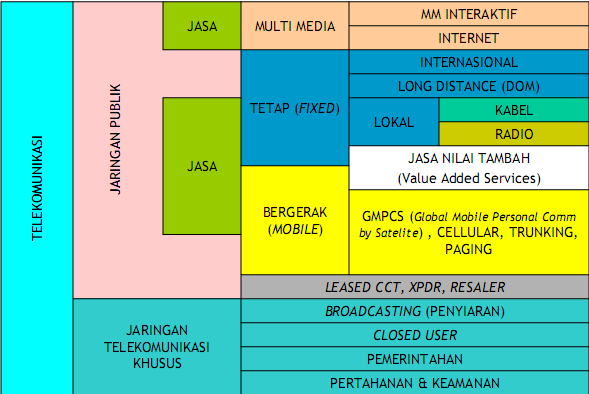 TELEKOMUNIKASI
JARINGAN PUBLIK
JASA
MULTI MEDIA
MM INTERAKTIF
INTERNET
JASA
TETAP (FIXED)
INTERNASIONAL
LONG DISTANCE (DOM)
LOKAL
KABEL
RADIO
JASA NILAI TAMBAH
(Value Added Services)
BERGERAK
(MOBILE)
GMPCS (Global Mobile Personal Comm
by Satelite) , CELLULAR, TRUNKING,
PAGING
LEASED CCT, XPDR, RESALER
JARINGAN
TELEKOMUNIKASI
KHUSUS
BROADCASTING (PENYIARAN)
CLOSED USER
PEMERINTAHAN
PERTAHANAN & KEAMANAN